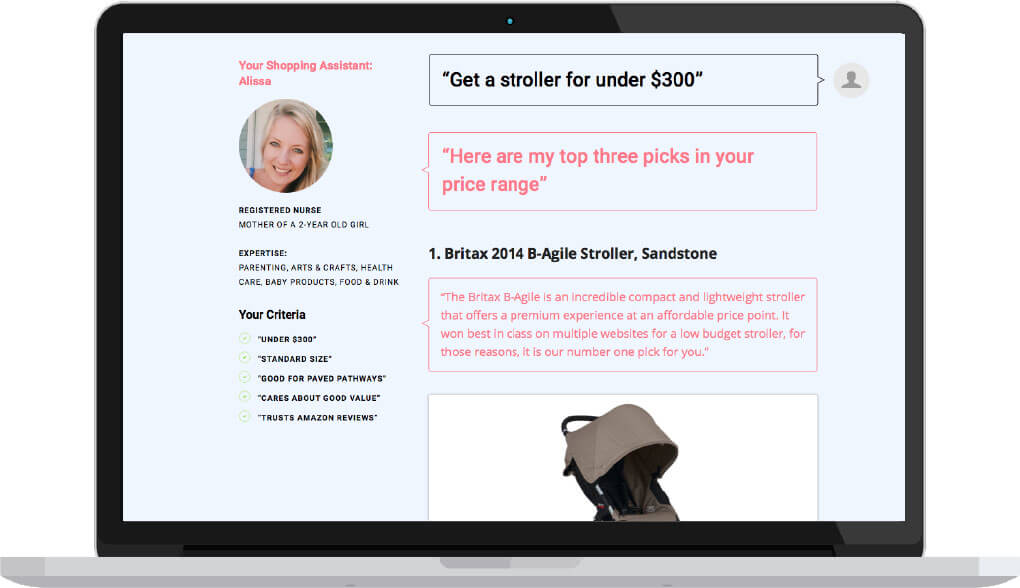 Your Shopping Assistant:
Alissa
REGISTERED NURSE
MOTHER OF A 2-YEAR OLD GIRL
EXPERTISE:
PARENTING, ARTS & CRAFTS, HEALTH
CARE, BABY PRODUCTS, FOOD & DRINK
Your Criteria
"UNDER $300"
"STANDARD SIZE"
"GOOD FOR PAVED PATHWAYS"
"CARES ABOUT GOOD VALUE"
"TRUSTS AMAZON REVIEWS"
“Get a stroller for under $300”
“Here are my top three picks in your
price range”
1. Britax 2014 B-Agile Stroller, Sandstone
“The Britax B-Agile is an incredible compact and lightweight stroller
that offers a premium experience at an affordable price point. It
won best in class on multiple websites for a low budget stroller, for
those reasons, it is our number one pick for you.”